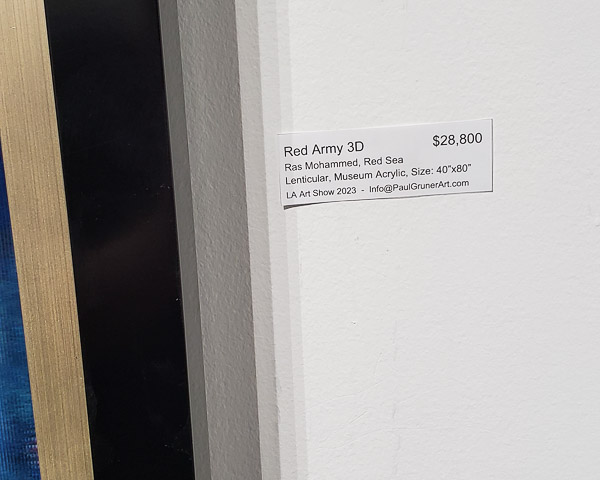 Red Army 3D $28,800
Ras Mohammed, Red Sea
Lenticular, Museum Acrylic, Size: 40"x80"
LA Art Show 2023 - Info@PaulGrunerArt.com